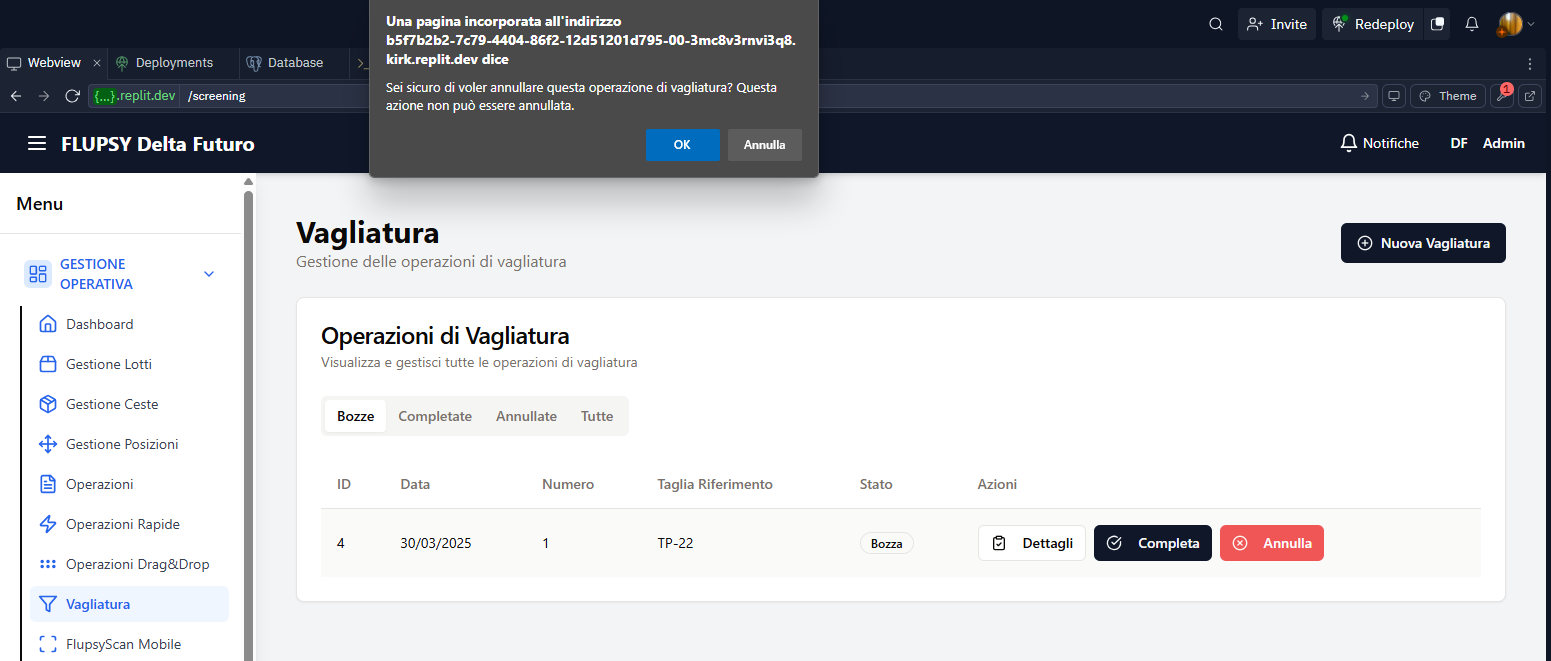 Una pagina incorporata all'indirizzo
b5f7b2b2-7c79-4404-86f2-12d51201d795-00-3mc8v3rnvi3q8.
kirk.replit.dev dice
Sei sicuro di voler annullare questa operazione di vagliatura? Questa
azione non può essere annullata.
OK Annulla
Invite Redeploy
Webview Deployments Database
{...}.replit.dev /screening Theme 1
FLUPSY Delta Futuro Notifiche DF Admin
Menu
GESTIONE
OPERATIVA
Dashboard
Gestione Lotti
Gestione Ceste
Gestione Posizioni
Operazioni
Operazioni Rapide
Operazioni Drag&Drop
Vagliatura
FlupsyScan Mobile
Vagliatura
Gestione delle operazioni di vagliatura
Nuova Vagliatura
Operazioni di Vagliatura
Visualizza e gestisci tutte le operazioni di vagliatura
Bozze Completate Annullate Tutte
ID Data Numero Taglia Riferimento Stato Azioni
4 30/03/2025 1 TP-22 Bozza Dettagli Completa Annulla